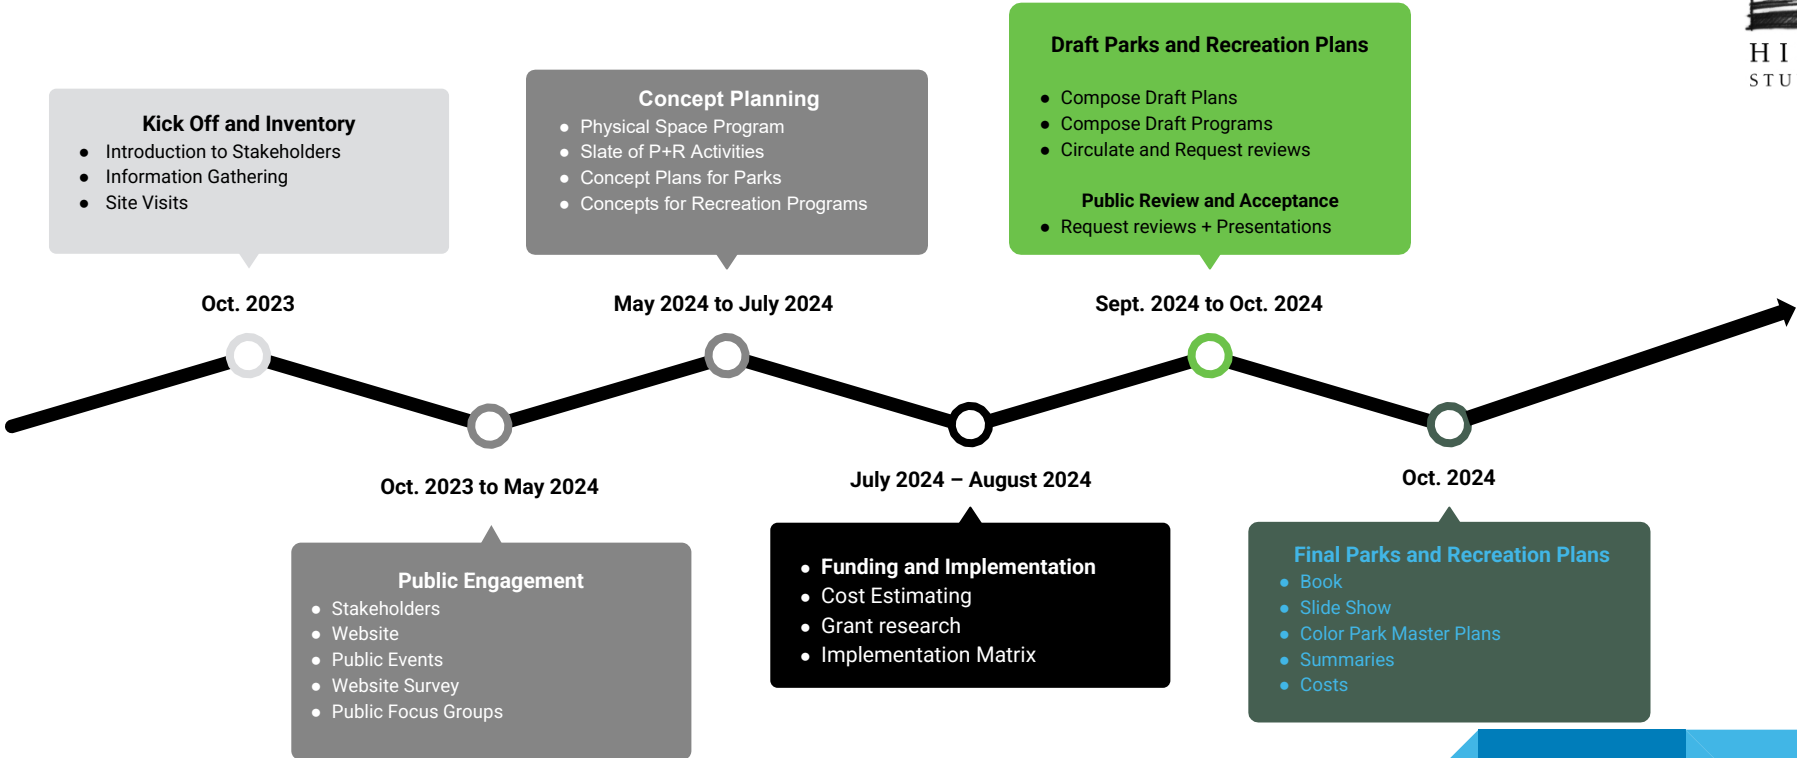 Kick Off and Inventory
● Introduction to Stakeholders
● Information Gathering
● Site Visits
Oct. 2023
Concept Planning
● Physical Space Program
● Slate of P+R Activities
● Concept Plans for Parks
● Concepts for Recreation Programs
May 2024 to July 2024
Draft Parks and Recreation Plans
● Compose Draft Plans
● Compose Draft Programs
● Circulate and Request reviews
Public Review and Acceptance
● Request reviews + Presentations
Sept. 2024 to Oct. 2024
Oct. 2023 to May 2024
Public Engagement
● Stakeholders
● Website
● Public Events
● Website Survey
● Public Focus Groups
July 2024 – August 2024
● Funding and Implementation
● Cost Estimating
● Grant research
● Implementation Matrix
Oct. 2024
Final Parks and Recreation Plans
● Book
● Slide Show
● Color Park Master Plans
● Summaries
● Costs